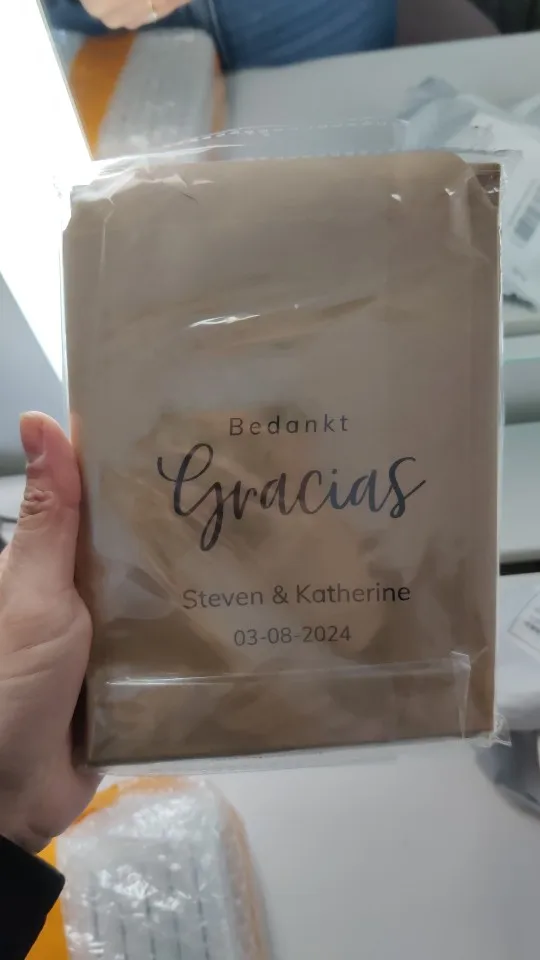 Bedankt
Gracias
Steven & Katherine
03-08-2024